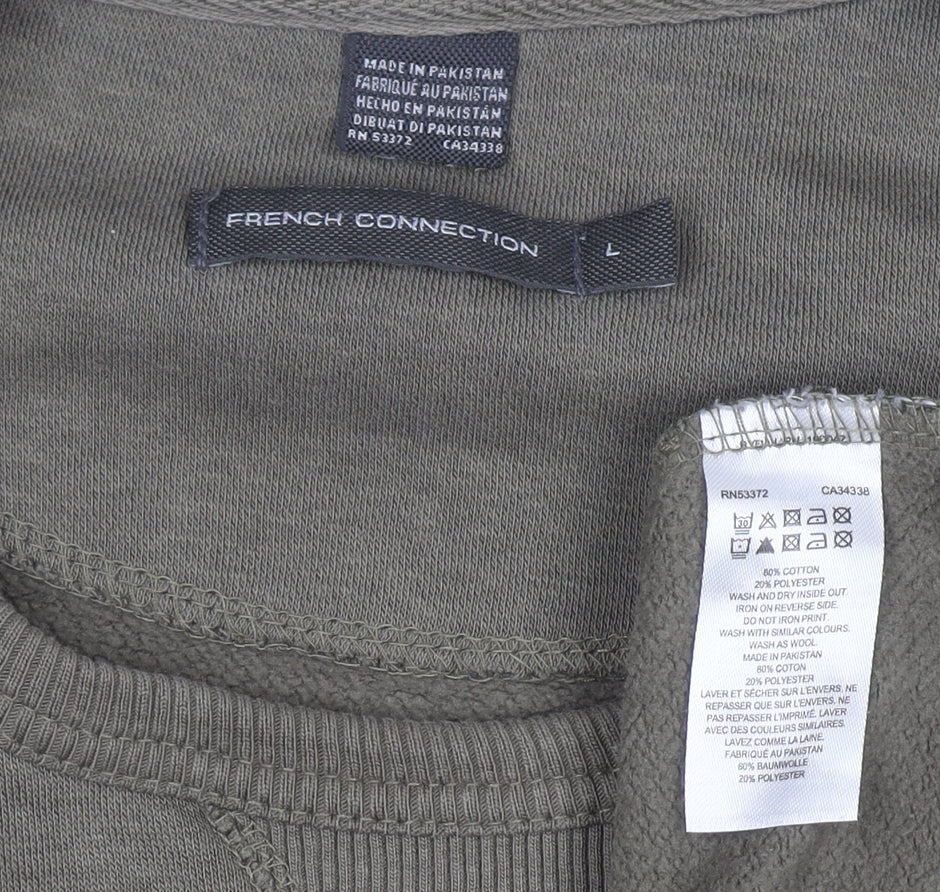 MADE IN PAKISTAN
FABRIQUÉ AU PAKISTAN
HECHO EN PAKISTÁN
DIBUAT DI PAKISTAN
RN 53372 CA34338
FRENCH CONNECTION L
RN53372 CA34338
30
80% COTTON
20% POLYESTER
WASH AND DRY INSIDE OUT.
IRON ON REVERSE SIDE.
DO NOT IRON PRINT.
WASH WITH SIMILAR COLOURS.
WASH AS WOOL.
MADE IN PAKISTAN
80% COTON
20% POLYESTER
LAVER ET SÉCHER SUR L'ENVERS. NE
REPASSER QUE SUR L'ENVERS. NE
PAS REPASSER L'IMPRIMÉ. LAVER
AVEC DES COULEURS SIMILAIRES.
LAVEZ COMME LA LAINE.
FABRIQUÉ AU PAKISTAN
80% BAUMWOLLE
20% POLYESTER